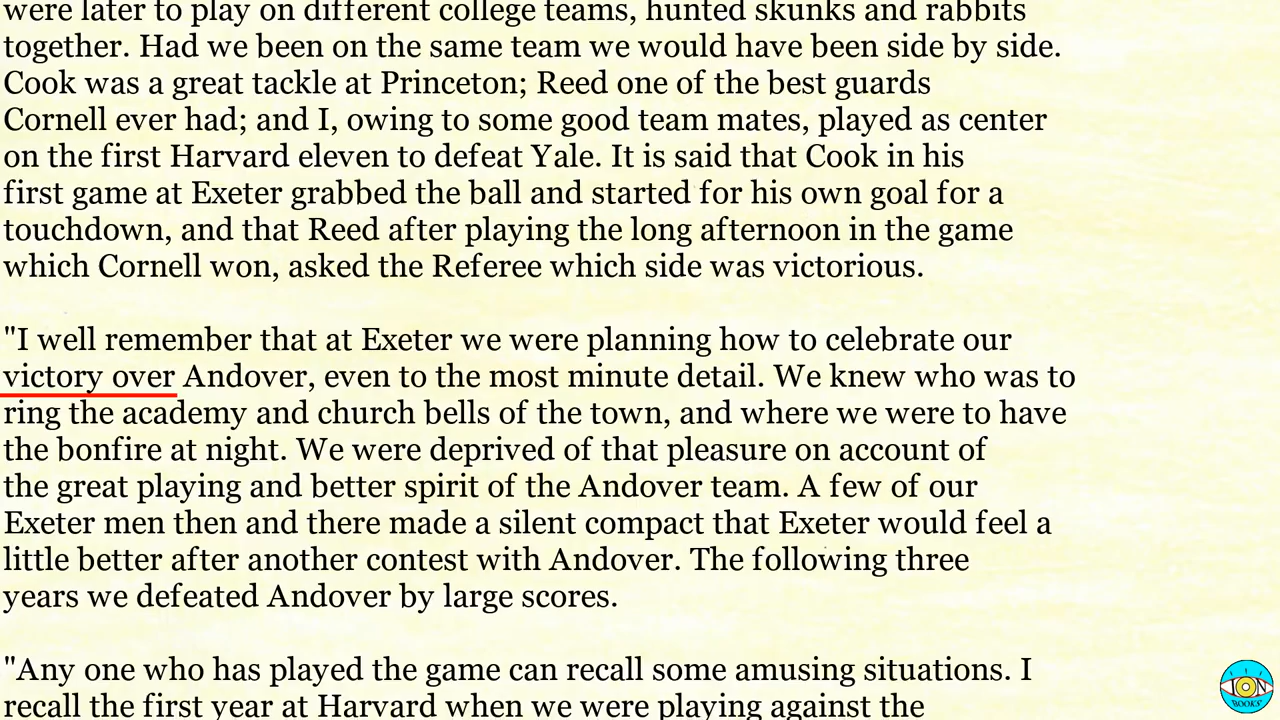 were later to play on different college teams, hunted skunks and rabbits
together. Had we been on the same team we would have been side by side.
Cook was a great tackle at Princeton; Reed one of the best guards
Cornell ever had; and I, owing to some good team mates, played as center
on the first Harvard eleven to defeat Yale. It is said that Cook in his
first game at Exeter grabbed the ball and started for his own goal for a
touchdown, and that Reed after playing the long afternoon in the game
which Cornell won, asked the Referee which side was victorious.
"I well remember that at Exeter we were planning how to celebrate our
victory over Andover, even to the most minute detail. We knew who was to
ring the academy and church bells of the town, and where we were to have
the bonfire at night. We were deprived of that pleasure on account of
the great playing and better spirit of the Andover team. A few of our
Exeter men then and there made a silent compact that Exeter would feel a
little better after another contest with Andover. The following three
years we defeated Andover by large scores.
"Any one who has played the game can recall some amusing situations. I
recall the first year at Harvard when we were playing against the
ION
BOOKS